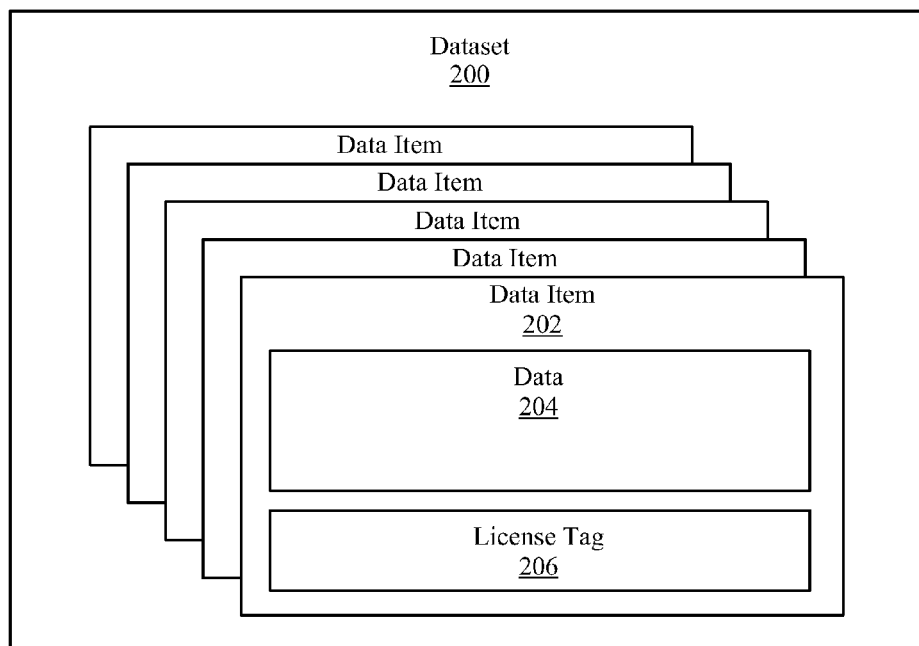 Dataset
200
Data Item
Data Item
Data Item
Data Item
Data Item
202
Data
204
License Tag
206